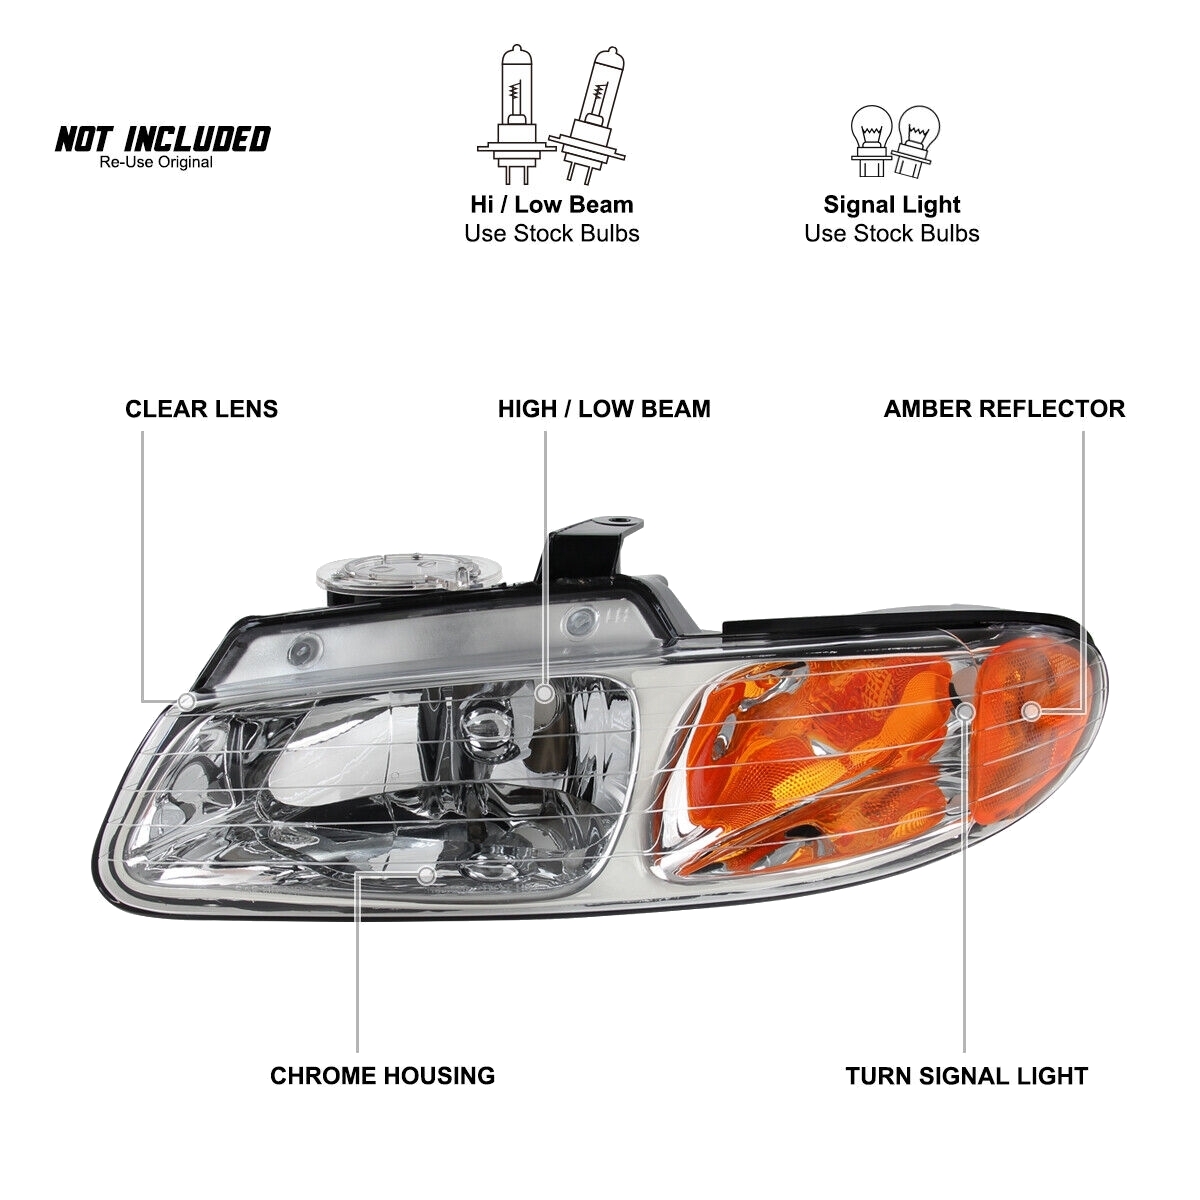 NOT INCLUDED
Re-Use Original
Hi / Low Beam
Use Stock Bulbs
Signal Light
Use Stock Bulbs
CLEAR LENS
HIGH / LOW BEAM
AMBER REFLECTOR
CHROME HOUSING
TURN SIGNAL LIGHT